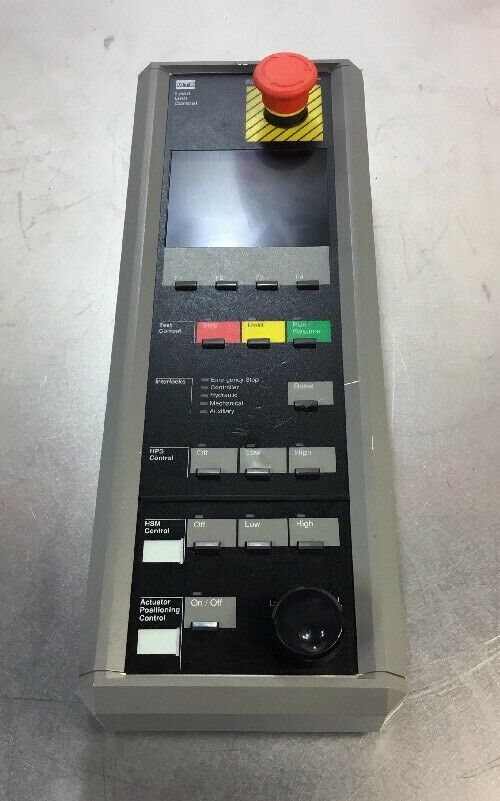 MTS
Load
Unit
Control
F1 F2 F3 F4
Test
Control
Stop
Hold
Run /
Resume
Interlocks
Emergency Stop
Controller
Hydraulic
Mechanical
Auxiliary
Reset
HPS
Control
Off
Low
High
HSM
Control
Off
Low
High
Actuator
Positioning
Control
On / Off